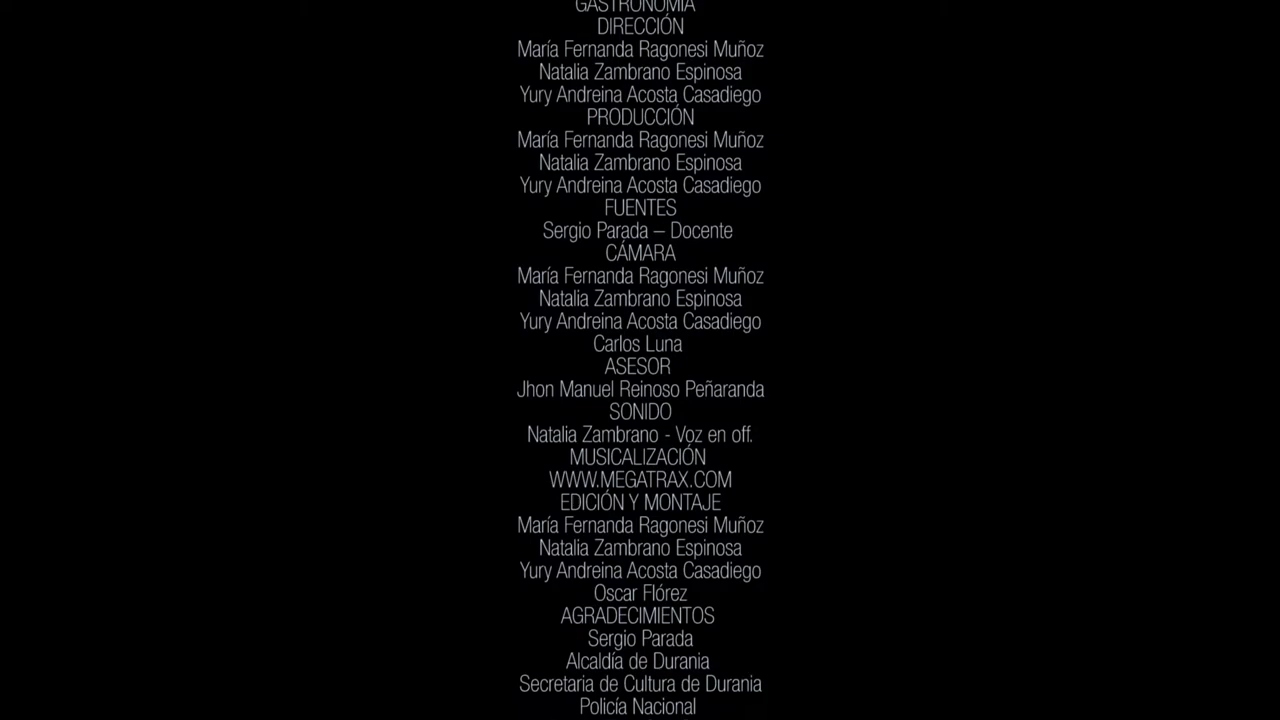 GASTRONOMÍA
DIRECCIÓN
María Fernanda Ragonesi Muñoz
Natalia Zambrano Espinosa
Yury Andreina Acosta Casadiego
PRODUCCIÓN
María Fernanda Ragonesi Muñoz
Natalia Zambrano Espinosa
Yury Andreina Acosta Casadiego
FUENTES
Sergio Parada – Docente
CÁMARA
María Fernanda Ragonesi Muñoz
Natalia Zambrano Espinosa
Yury Andreina Acosta Casadiego
Carlos Luna
ASESOR
Jhon Manuel Reinoso Peñaranda
SONIDO
Natalia Zambrano - Voz en off.
MUSICALIZACIÓN
WWW.MEGATRAX.COM
EDICIÓN Y MONTAJE
María Fernanda Ragonesi Muñoz
Natalia Zambrano Espinosa
Yury Andreina Acosta Casadiego
Oscar Flórez
AGRADECIMIENTOS
Sergio Parada
Alcaldía de Durania
Secretaria de Cultura de Durania
Policía Nacional